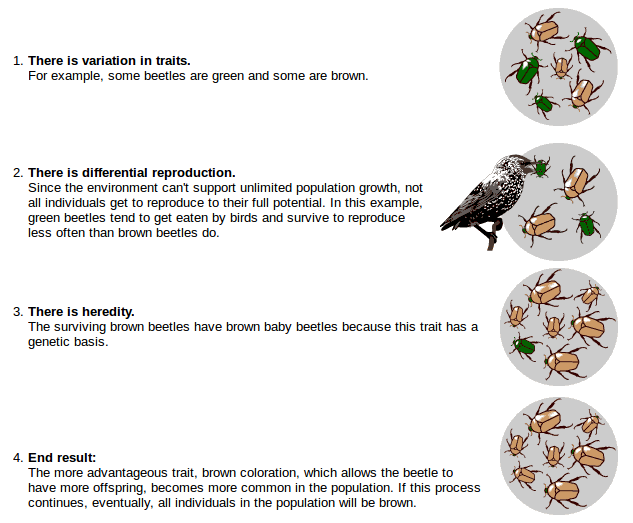 1. There is variation in traits.
For example, some beetles are green and some are brown.
2. There is differential reproduction.
Since the environment can't support unlimited population growth, not
all individuals get to reproduce to their full potential. In this example,
green beetles tend to get eaten by birds and survive to reproduce
less often than brown beetles do.
3. There is heredity.
The surviving brown beetles have brown baby beetles because this trait has a
genetic basis.
4. End result:
The more advantageous trait, brown coloration, which allows the beetle to
have more offspring, becomes more common in the population. If this process
continues, eventually, all individuals in the population will be brown.